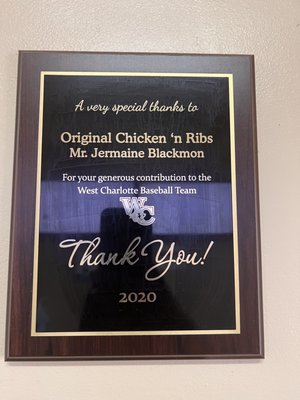 A very special thanks to
Original Chicken 'n Ribs
Mr. Jermaine Blackmon
For your generous contribution to the
West Charlotte Baseball Team
WC
Thank You!
2020